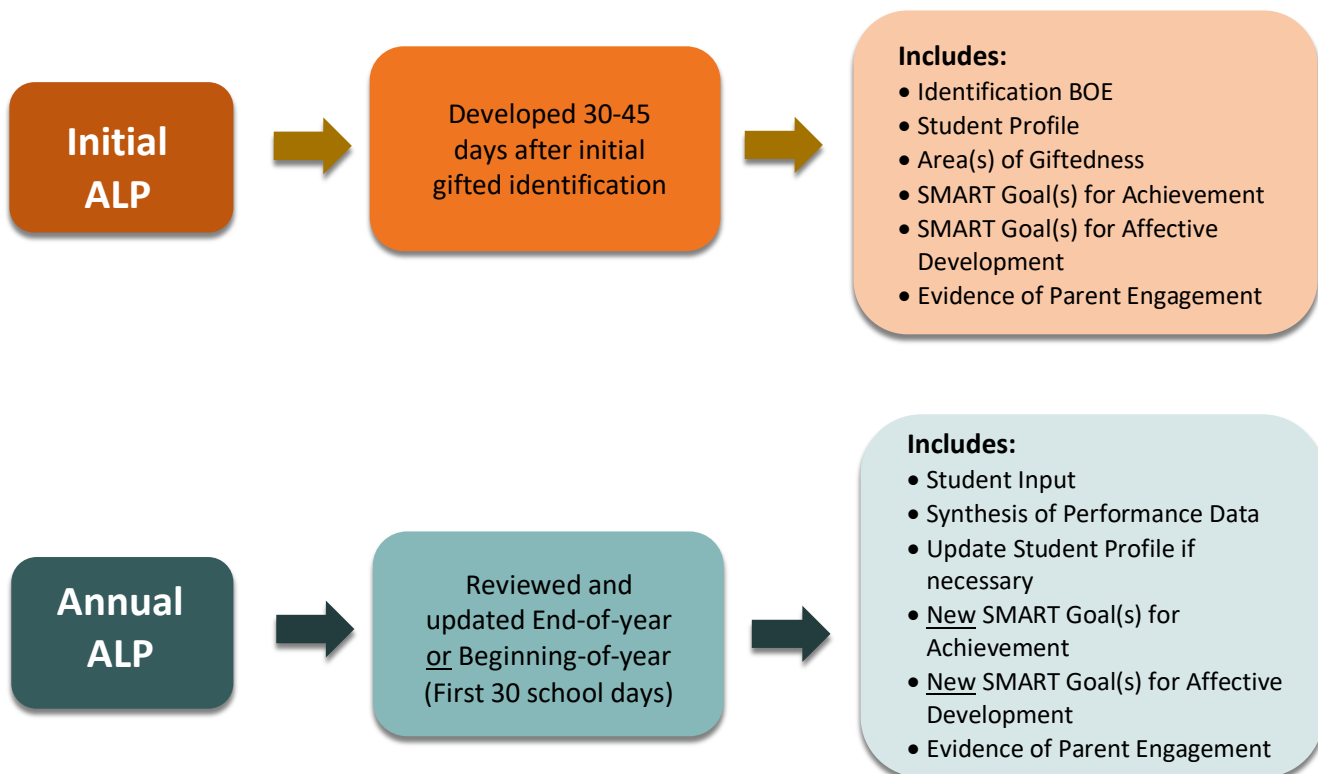 Initial
ALP
Developed 30-45
days after initial
gifted identification
Includes:
• Identification BOE
• Student Profile
• Area(s) of Giftedness
• SMART Goal(s) for Achievement
• SMART Goal(s) for Affective
Development
• Evidence of Parent Engagement
Annual
ALP
Reviewed and
updated End-of-year
or Beginning-of-year
(First 30 school days)
Includes:
• Student Input
• Synthesis of Performance Data
• Update Student Profile if
necessary
• New SMART Goal(s) for
Achievement
• New SMART Goal(s) for Affective
Development
• Evidence of Parent Engagement